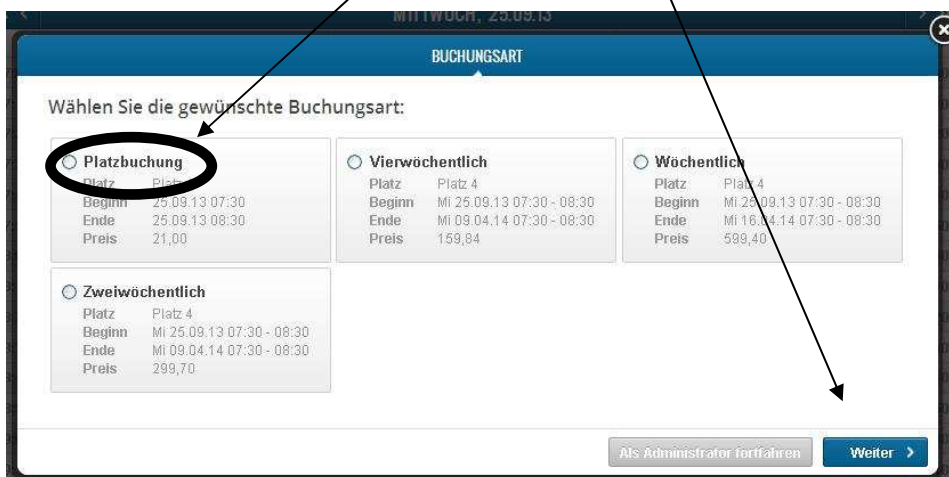 MITTWOCH, 25.09.13
BUCHUNGSART
Wählen Sie die gewünschte Buchungsart:
Platzbuchung
Platz Platz
Beginn 25.09.13 07:30
Ende 25.09.13 08:30
Preis 21,00
Vierwöchentlich
Platz Platz 4
Beginn Mi 25.09.13 07:30 - 08:30
Ende Mi 09.04.14 07:30 - 08:30
Preis 159,84
Wöchentlich
Platz Platz 4
Beginn Mi 25.09.13 07:30 - 08:30
Ende Mi 16.04.14 07:30 - 08:30
Preis 599,40
Zweiwöchentlich
Platz Platz 4
Beginn Mi 25.09.13 07:30 - 08:30
Ende Mi 09.04.14 07:30 - 08:30
Preis 299,70
Als Administrator fortfahren
Weiter